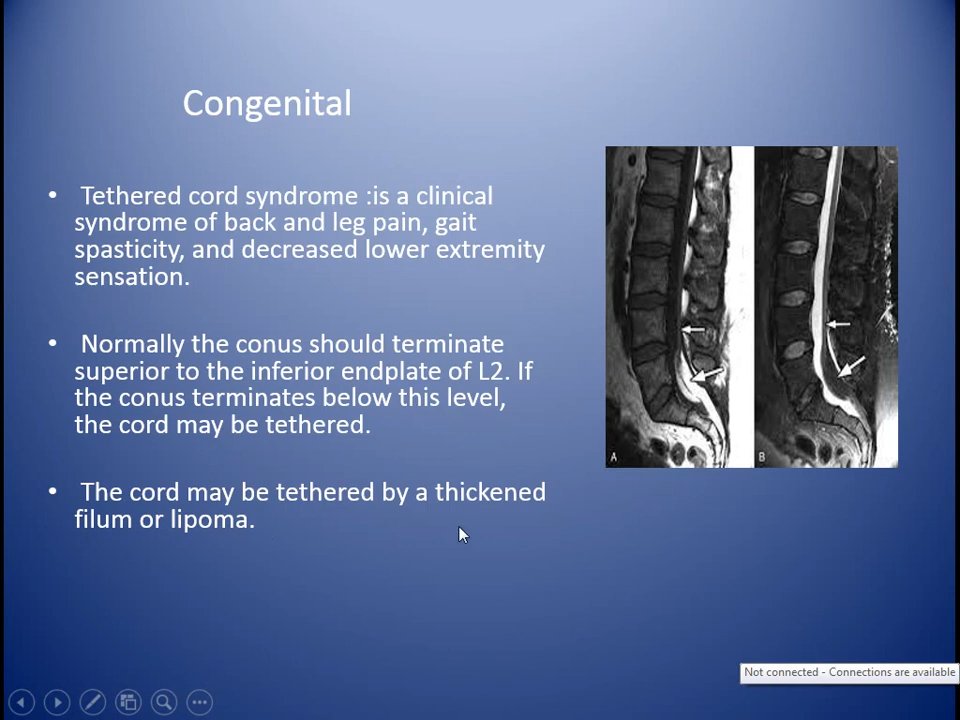 Congenital
• Tethered cord syndrome :is a clinical
syndrome of back and leg pain, gait
spasticity, and decreased lower extremity
sensation.
• Normally the conus should terminate
superior to the inferior endplate of L2. If
the conus terminates below this level,
the cord may be tethered.
• The cord may be tethered by a thickened
filum or lipoma.
A
B
Not connected - Connections are available